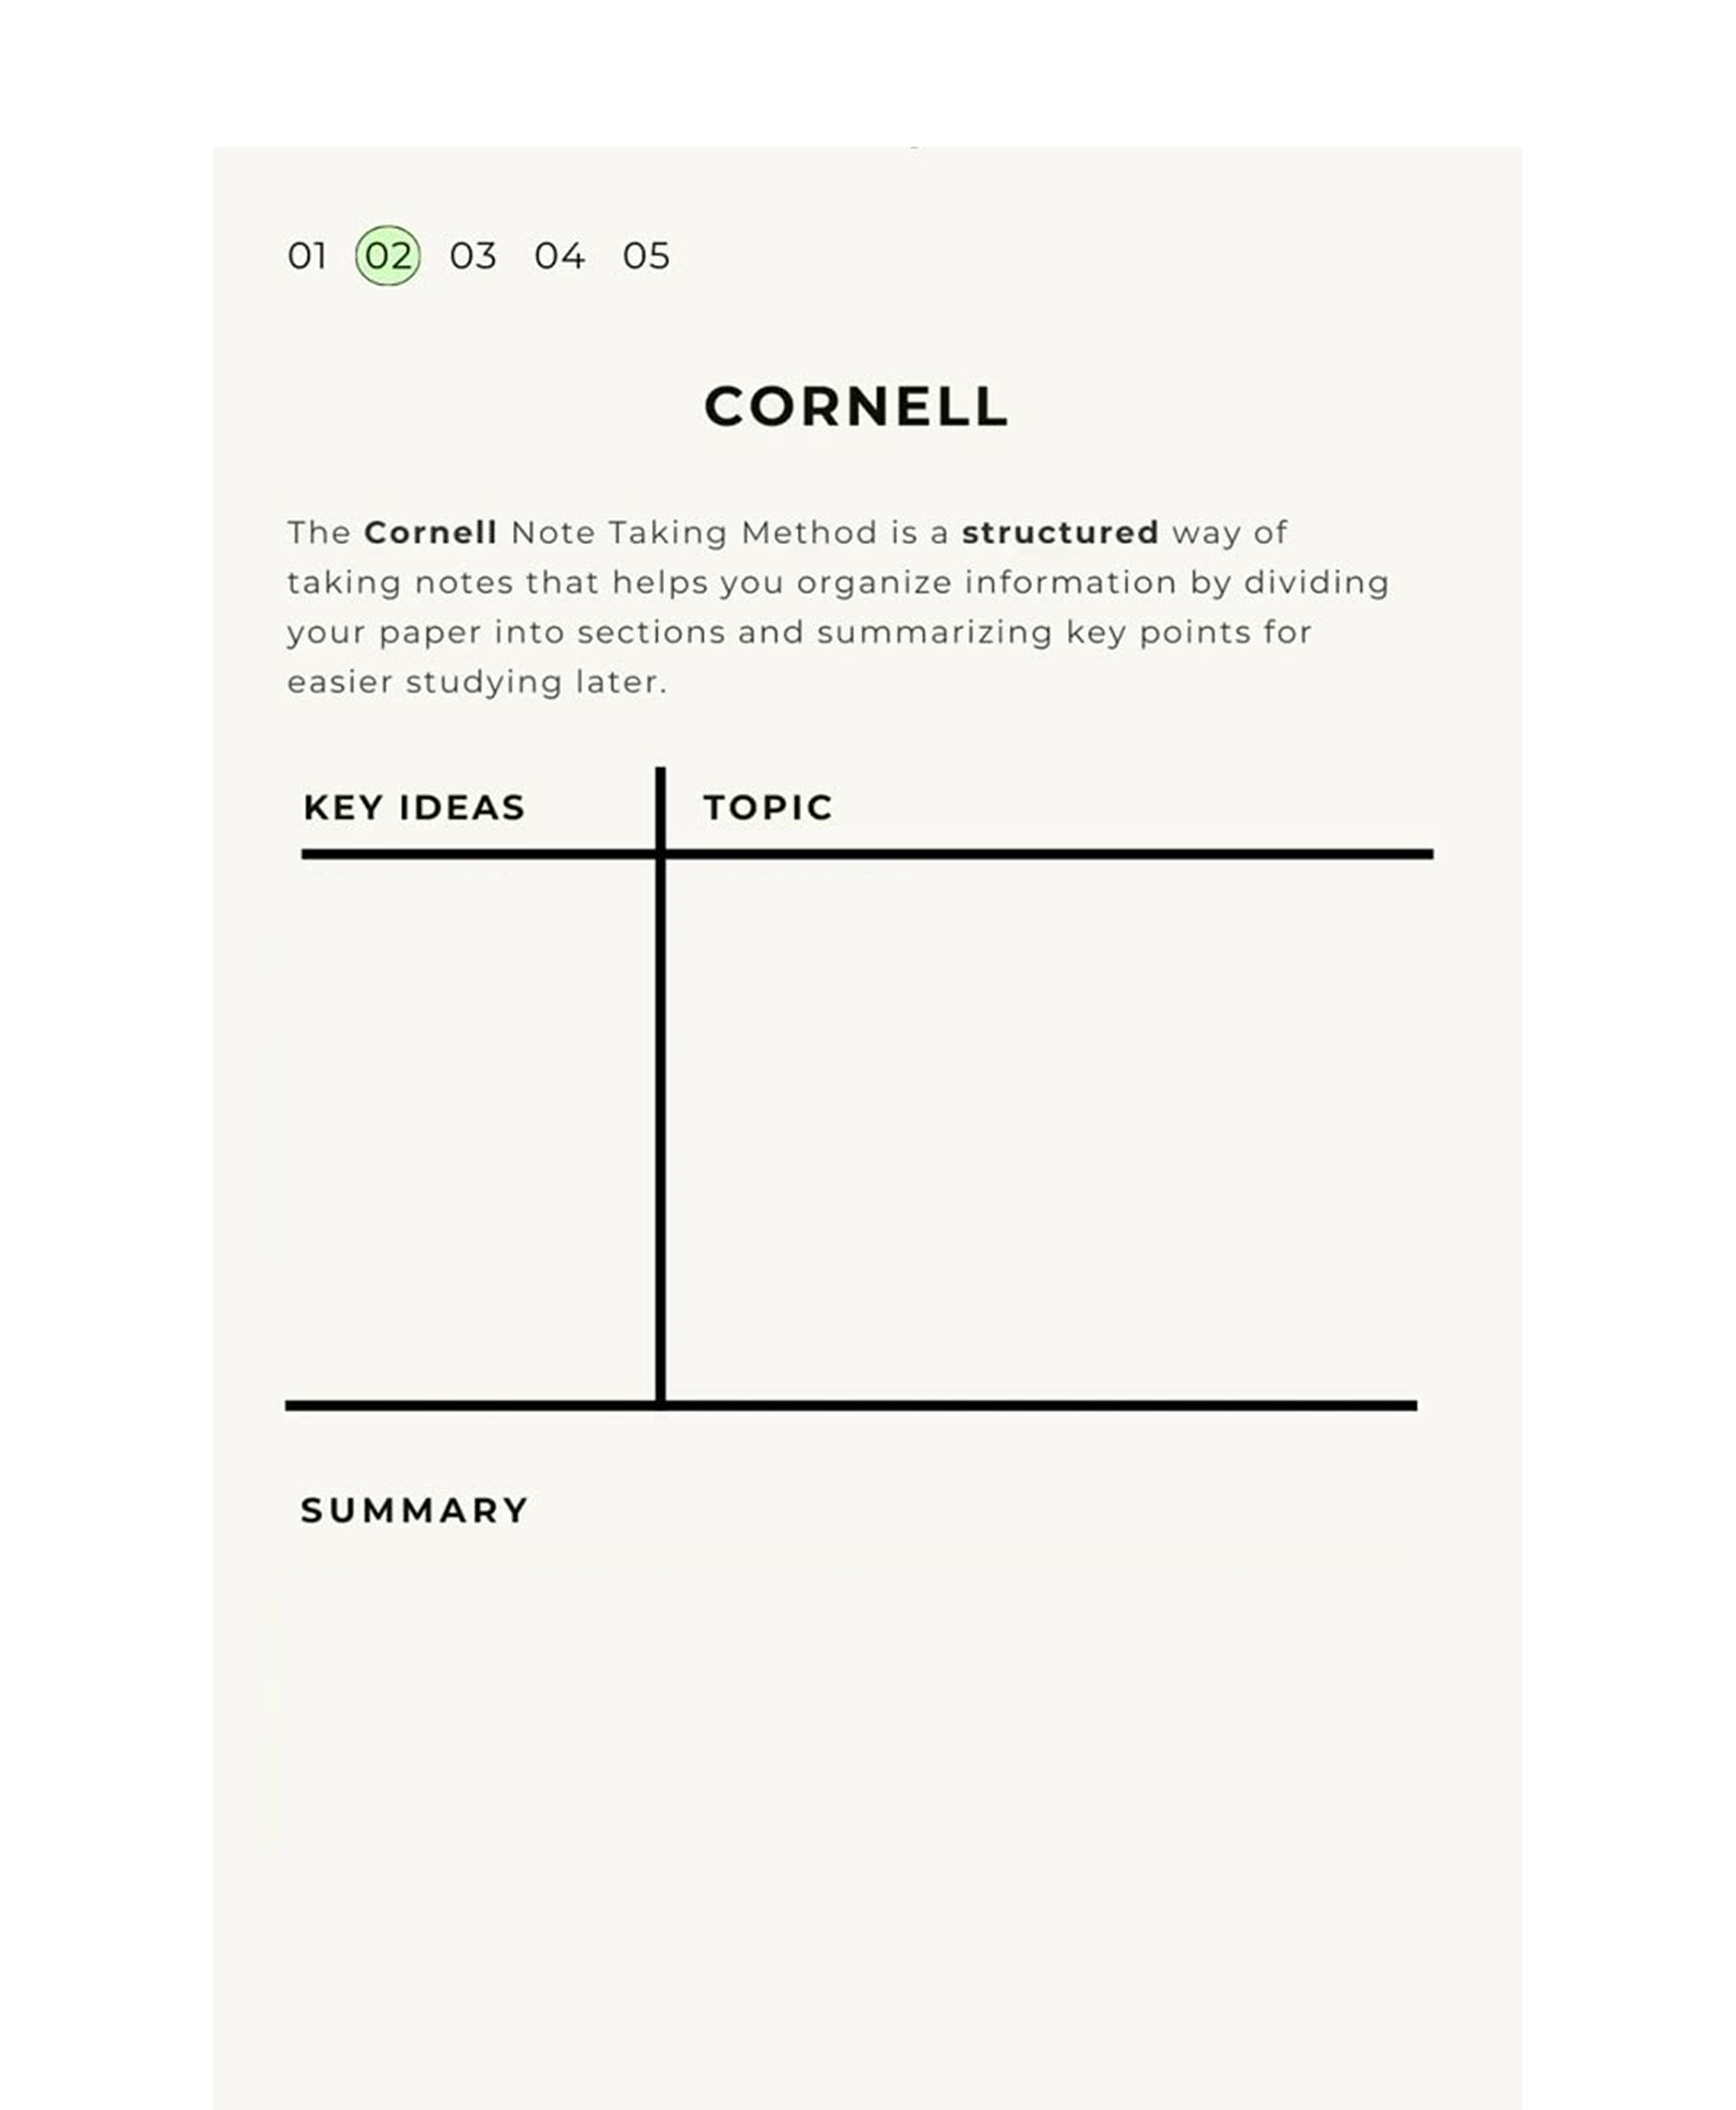 01 02 03 04 05
CORNELL
The Cornell Note Taking Method is a structured way of
taking notes that helps you organize information by dividing
your paper into sections and summarizing key points for
easier studying later.
KEY IDEAS TOPIC
SUMMARY